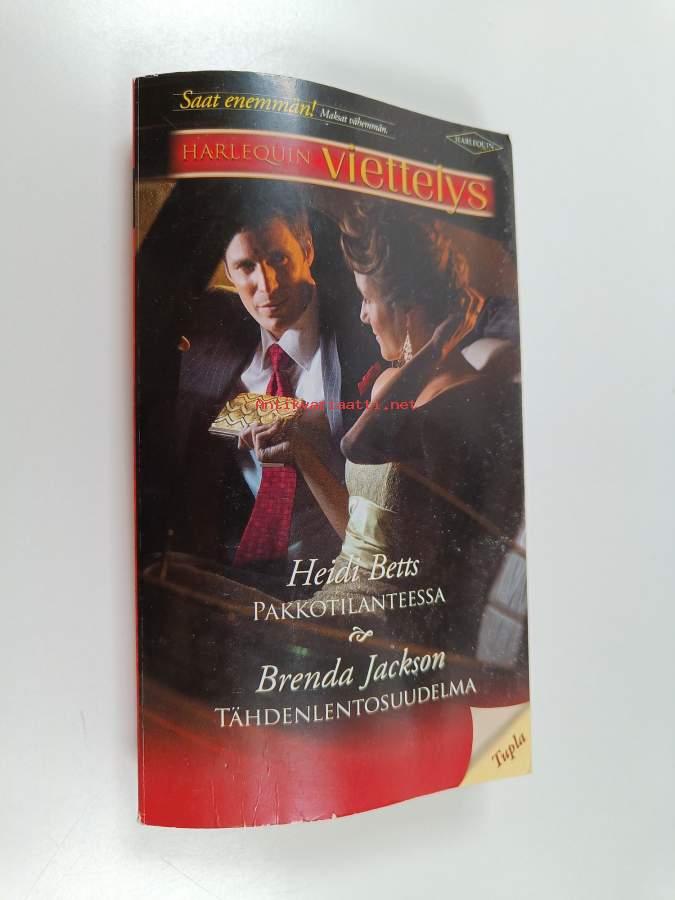 Saat enemmän! Maksat vähemmän.
HARLEQUIN
HARLEQUIN viettelys
Antikvariaatti.net
Heidi Betts
PAKKOTILANTEESSA
Brenda Jackson
TÄHDENLENTOSUUDELMA
Tupla